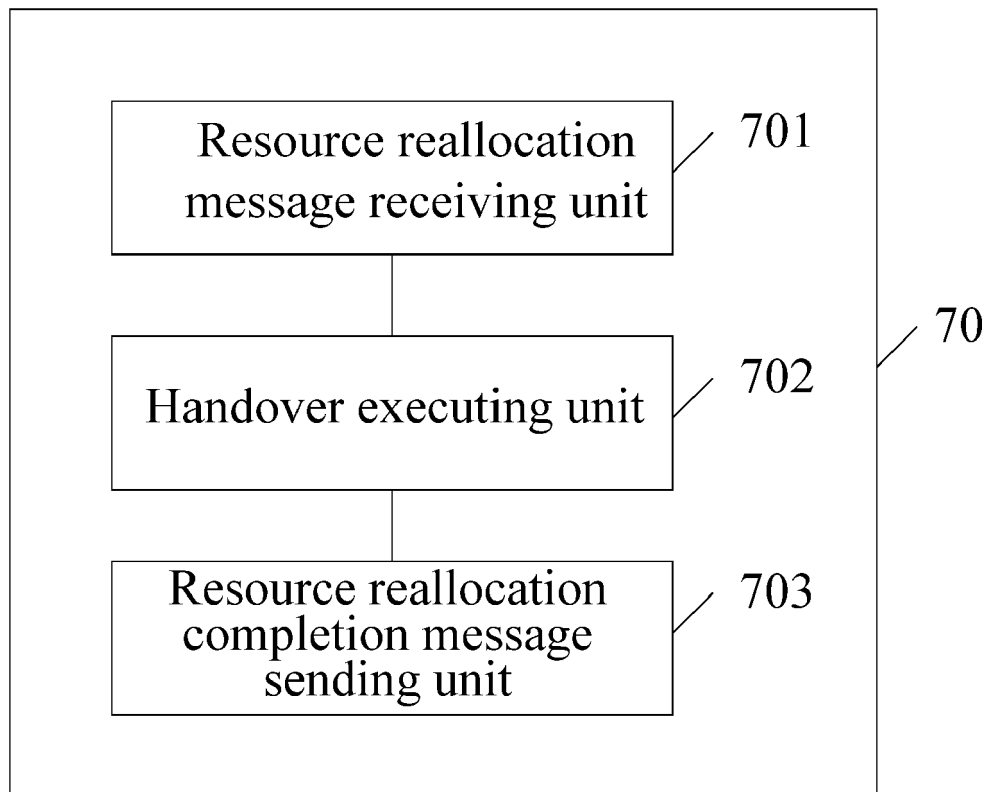 Resource reallocation
message receiving unit
701
70
Handover executing unit
702
Resource reallocation
completion message
sending unit
703